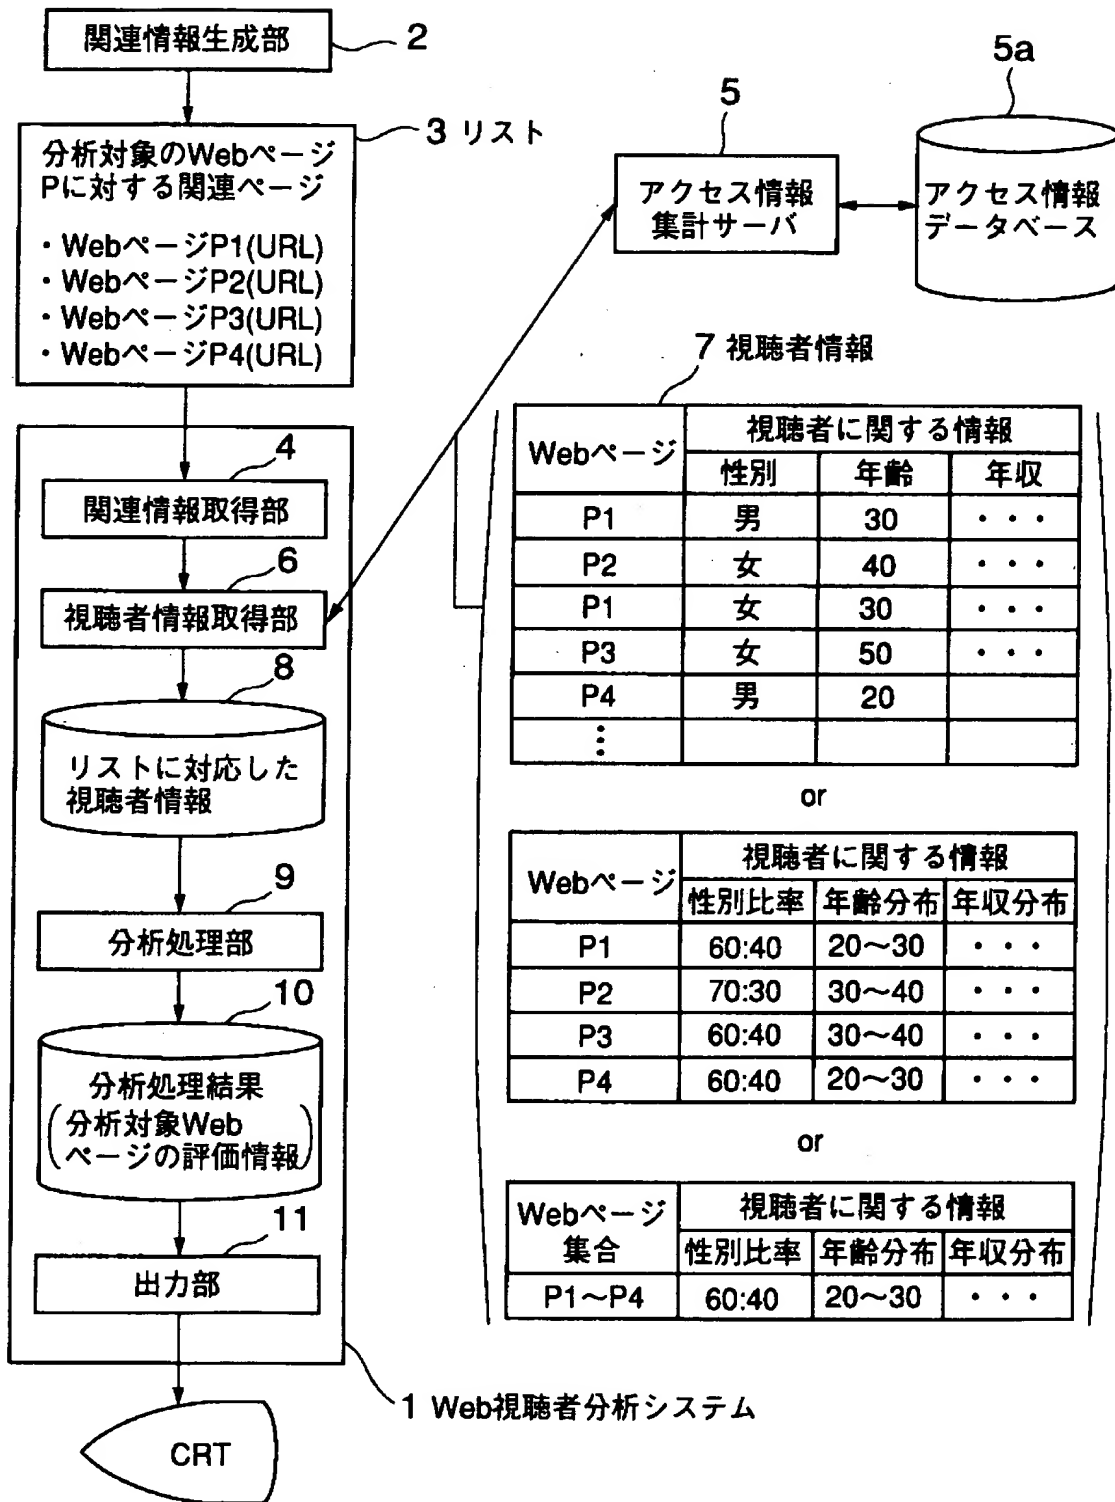 関連情報生成部
2
5a
5
3 リスト
分析対象のWebページ
Pに対する関連ページ
・WebページP1(URL)
・WebページP2(URL)
・WebページP3(URL)
・WebページP4(URL)
アクセス情報
集計サーバ
アクセス情報
データベース
7 視聴者情報
4
関連情報取得部
6
視聴者情報取得部
8
リストに対応した
視聴者情報
9
分析処理部
10
分析処理結果
(分析対象Web
ページの評価情報)
11
出力部
1 Web視聴者分析システム
CRT
Webページ 視聴者に関する情報
性別 年齢 年収
P1 男 30 ・・・
P2 女 40 ・・・
P1 女 30 ・・・
P3 女 50 ・・・
P4 男 20
⋮
or
Webページ 視聴者に関する情報
性別比率 年齢分布 年収分布
P1 60:40 20〜30 ・・・
P2 70:30 30〜40 ・・・
P3 60:40 30〜40 ・・・
P4 60:40 20〜30 ・・・
or
Webページ
集合
視聴者に関する情報
性別比率 年齢分布 年収分布
P1〜P4 60:40 20〜30 ・・・